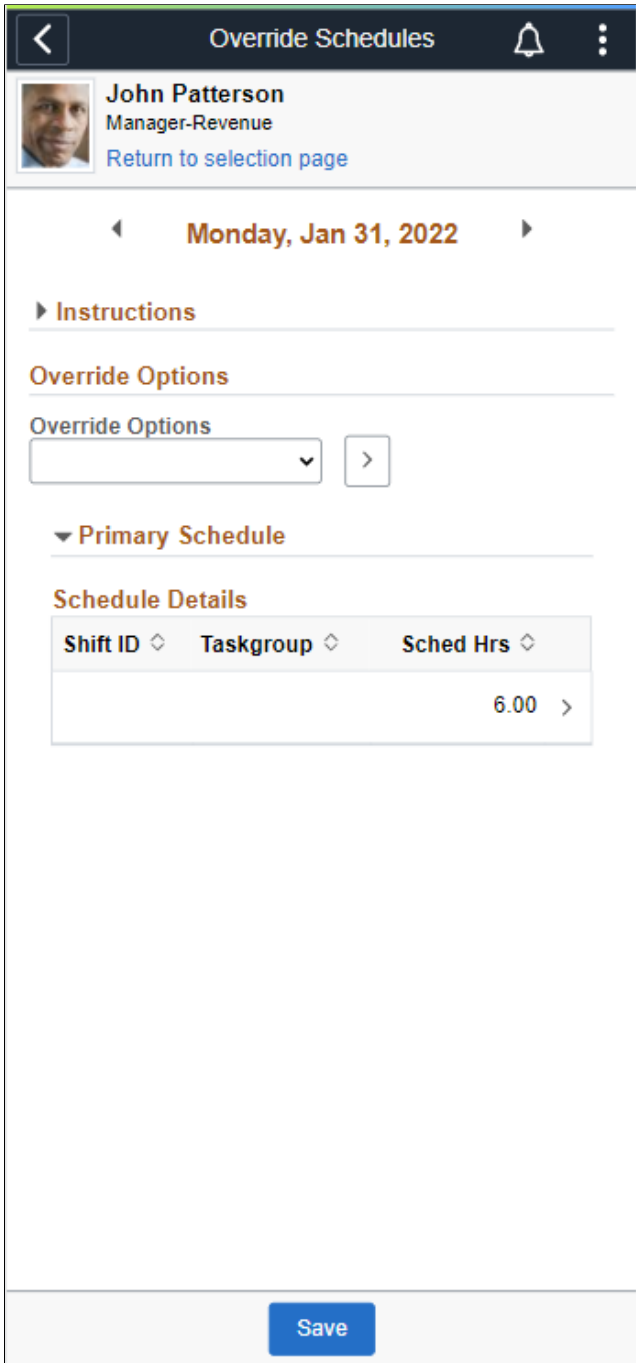 Override Schedules
John Patterson
Manager-Revenue
Return to selection page
Monday, Jan 31, 2022
Instructions
Override Options
Override Options
Primary Schedule
Schedule Details
Shift ID Taskgroup Sched Hrs
6.00
Save